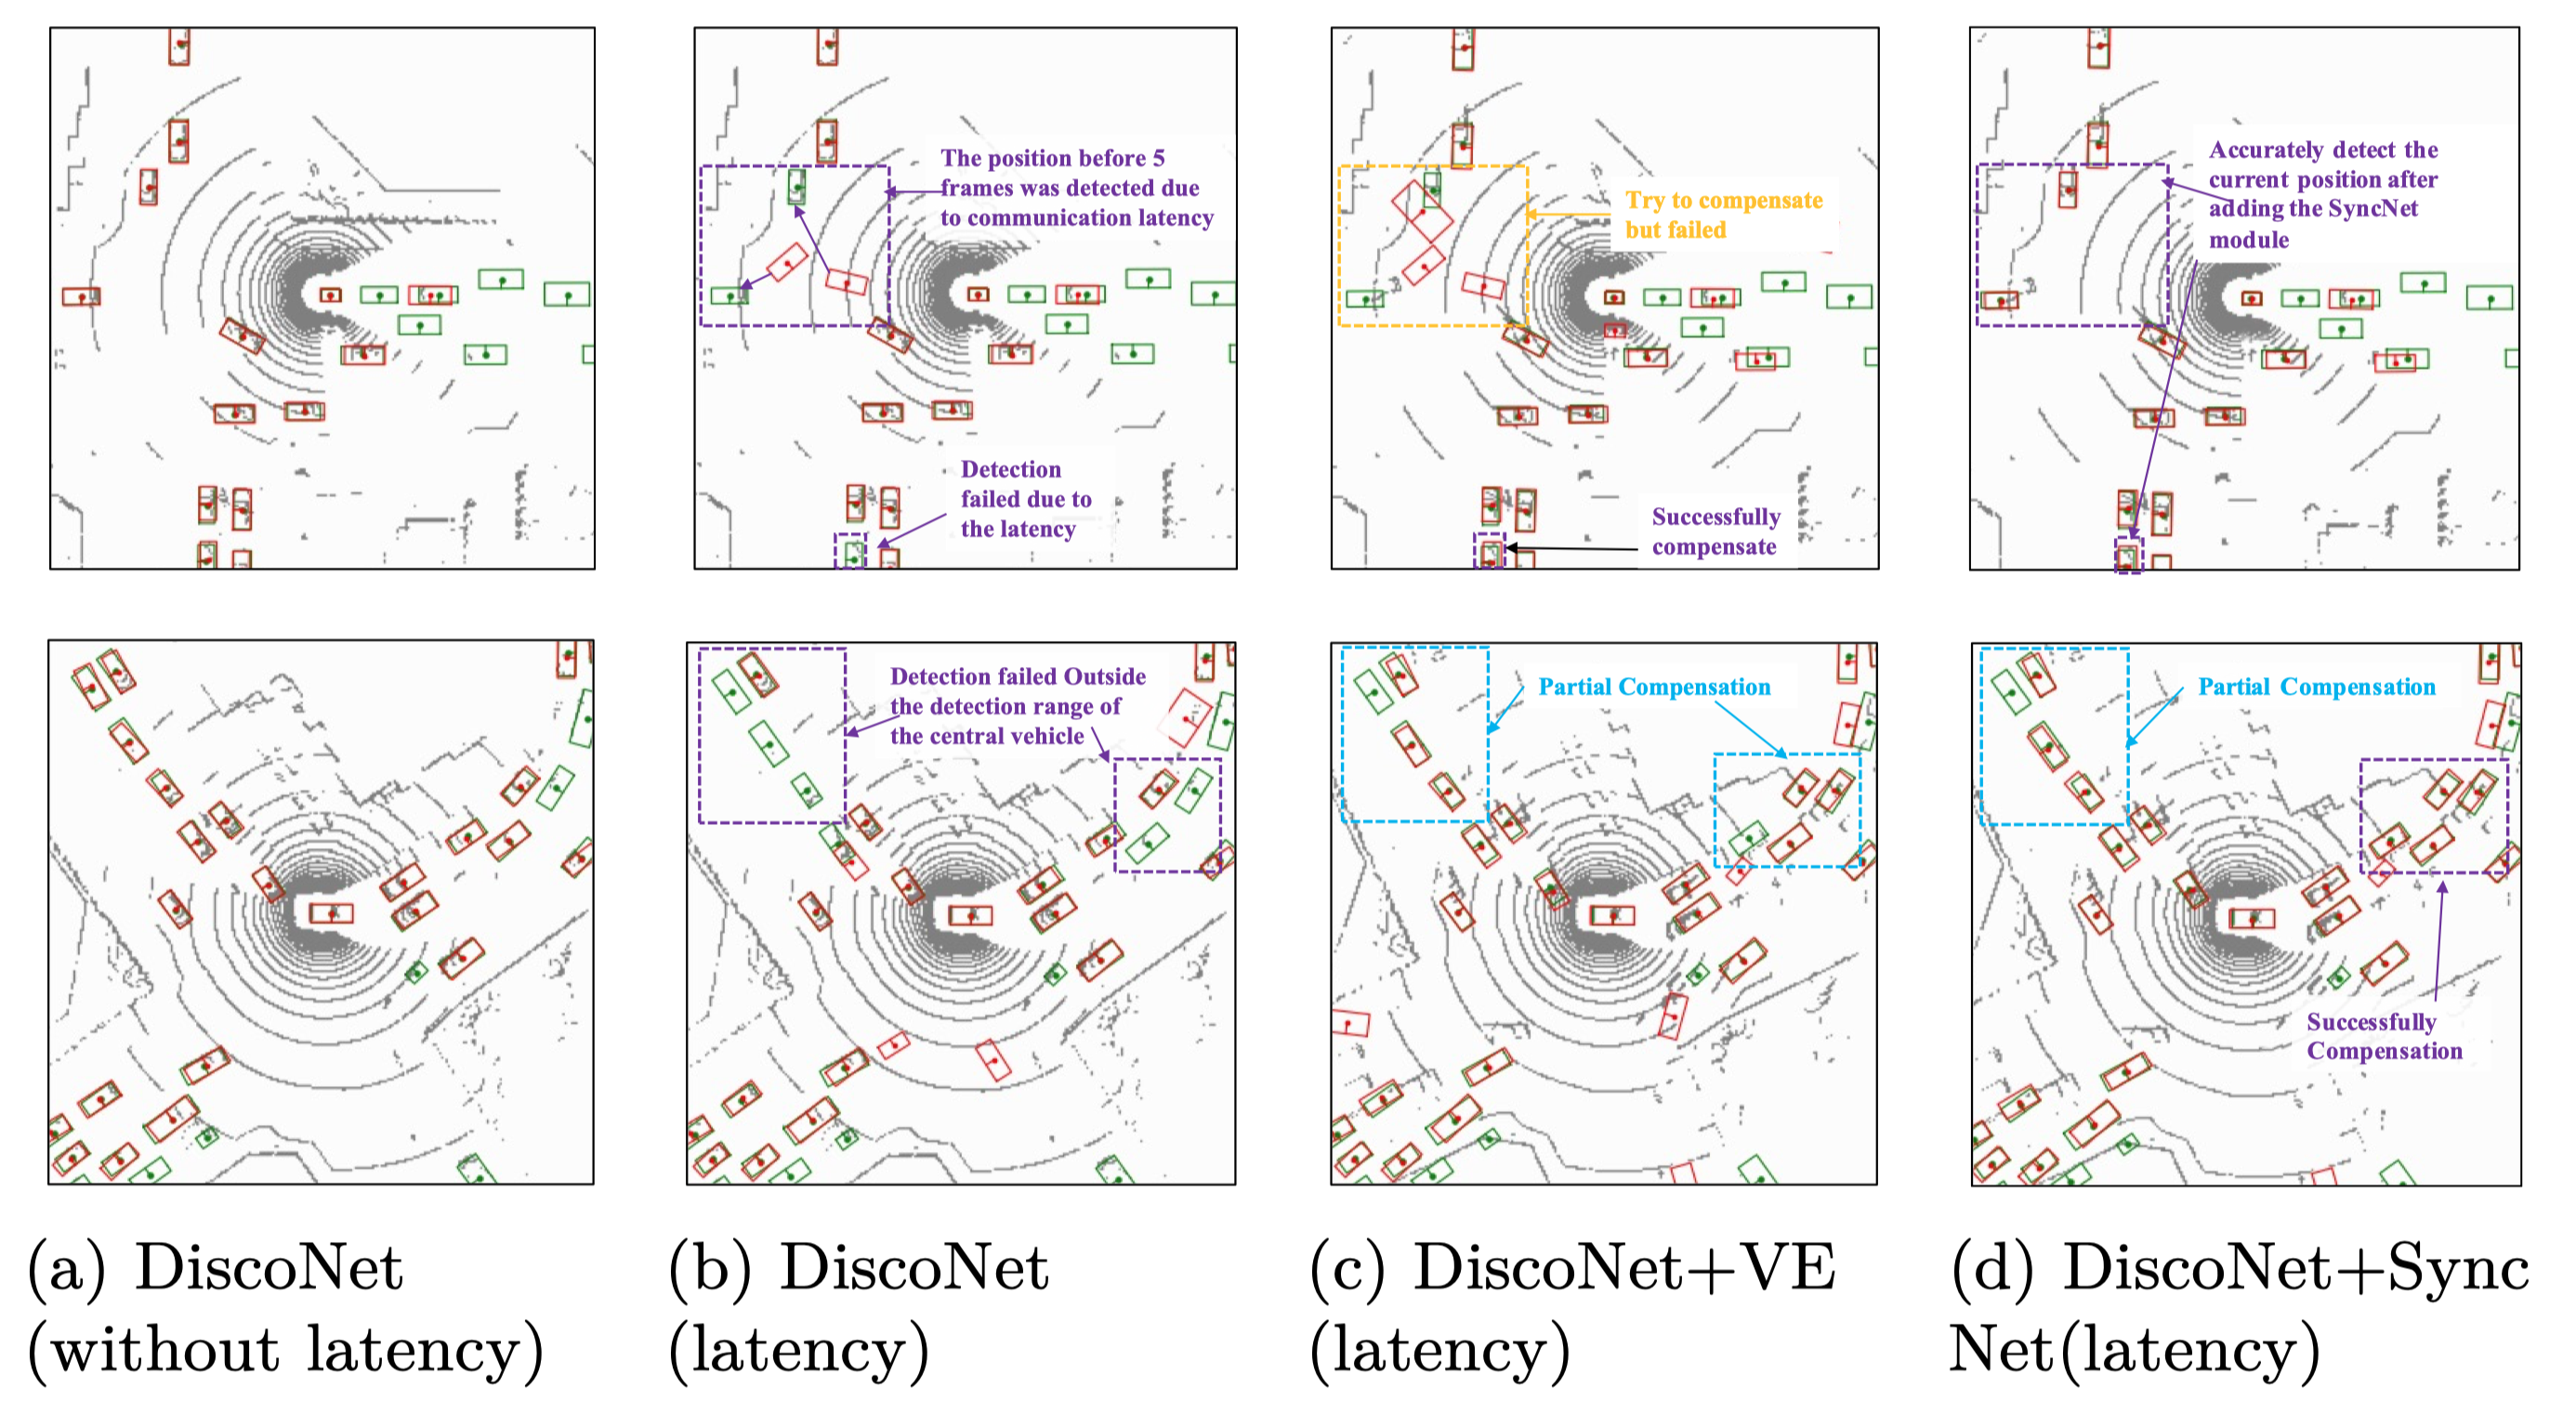 The position before 5
frames was detected due
to communication latency
Detection
failed due to
the latency
Try to compensate
but failed
Successfully
compensate
Accurately detect the
current position after
adding the SyncNet
module
Detection failed Outside
the detection range of
the central vehicle
Partial Compensation
Partial Compensation
Successfully
Compensation
(a) DiscoNet
(without latency)
(b) DiscoNet
(latency)
(c) DiscoNet+VE
(latency)
(d) DiscoNet+Sync
Net(latency)